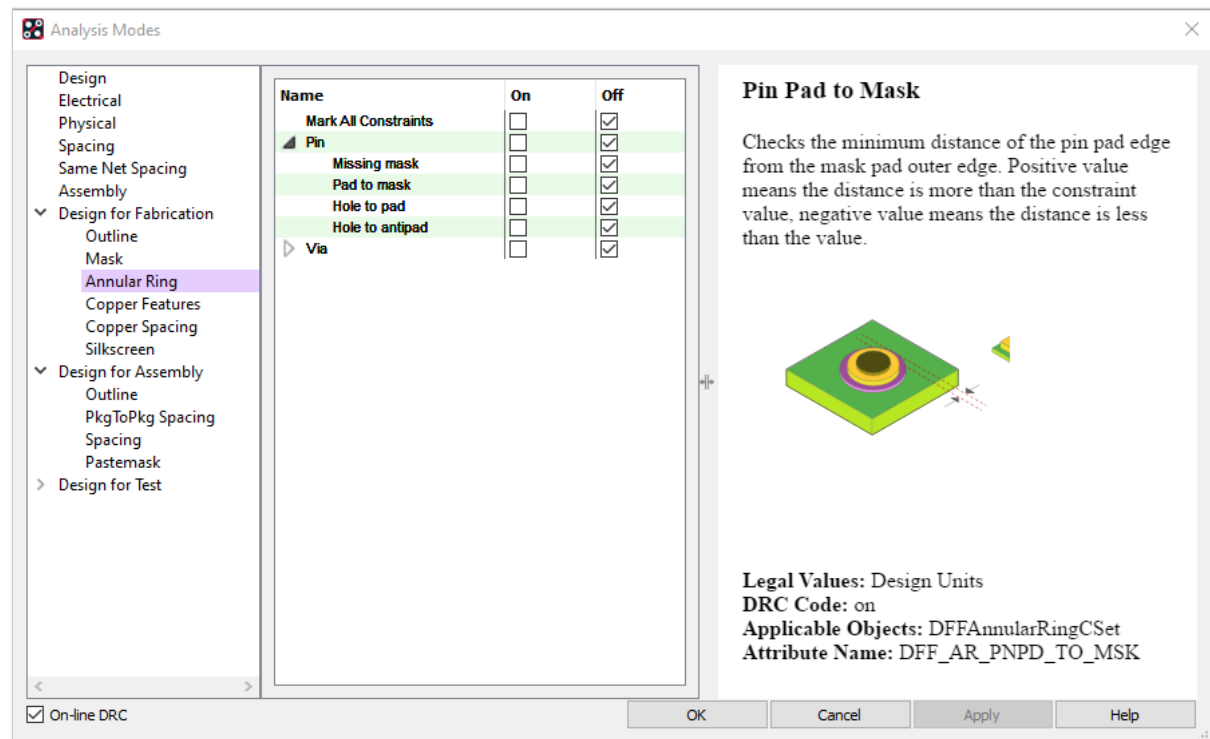 Analysis Modes
Design
Electrical
Physical
Spacing
Same Net Spacing
Assembly
Design for Fabrication
Outline
Mask
Annular Ring
Copper Features
Copper Spacing
Silkscreen
Design for Assembly
Outline
PkgToPkg Spacing
Spacing
Pastemask
Design for Test
On-line DRC
Name On Off
Mark All Constraints
Pin
Missing mask
Pad to mask
Hole to pad
Hole to antipad
Via
Pin Pad to Mask
Checks the minimum distance of the pin pad edge
from the mask pad outer edge. Positive value
means the distance is more than the constraint
value, negative value means the distance is less
than the value.
Legal Values: Design Units
DRC Code: on
Applicable Objects: DFFAnnularRingCSet
Attribute Name: DFF_AR_PNPD_TO_MSK
OK Cancel Apply Help